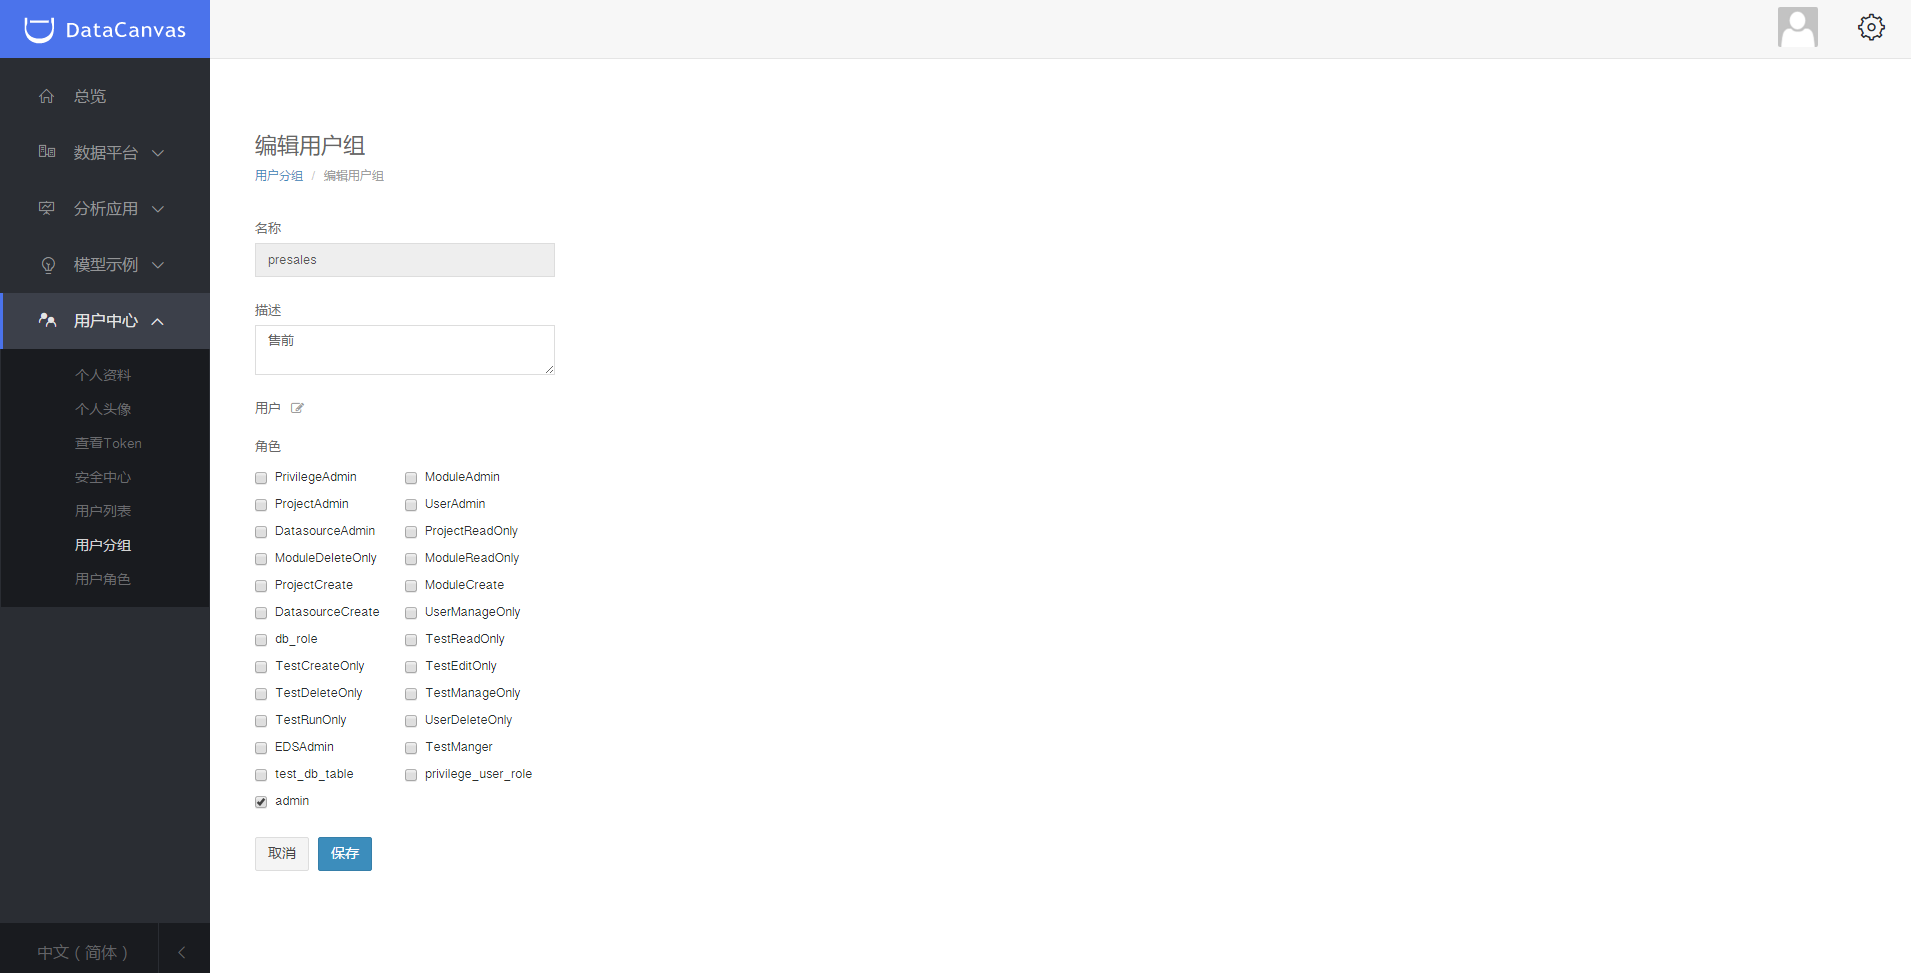 DataCanvas
总览
数据平台
分析应用
模型示例
用户中心
个人资料
个人头像
查看Token
安全中心
用户列表
用户分组
用户角色
中文（简体）
编辑用户组
用户分组 / 编辑用户组
名称
presales
描述
售前
用户
角色
PrivilegeAdmin ModuleAdmin
ProjectAdmin UserAdmin
DatasourceAdmin ProjectReadOnly
ModuleDeleteOnly ModuleReadOnly
ProjectCreate ModuleCreate
DatasourceCreate UserManageOnly
db_role TestReadOnly
TestCreateOnly TestEditOnly
TestDeleteOnly TestManageOnly
TestRunOnly UserDeleteOnly
EDSAdmin TestManger
test_db_table privilege_user_role
admin
取消 保存